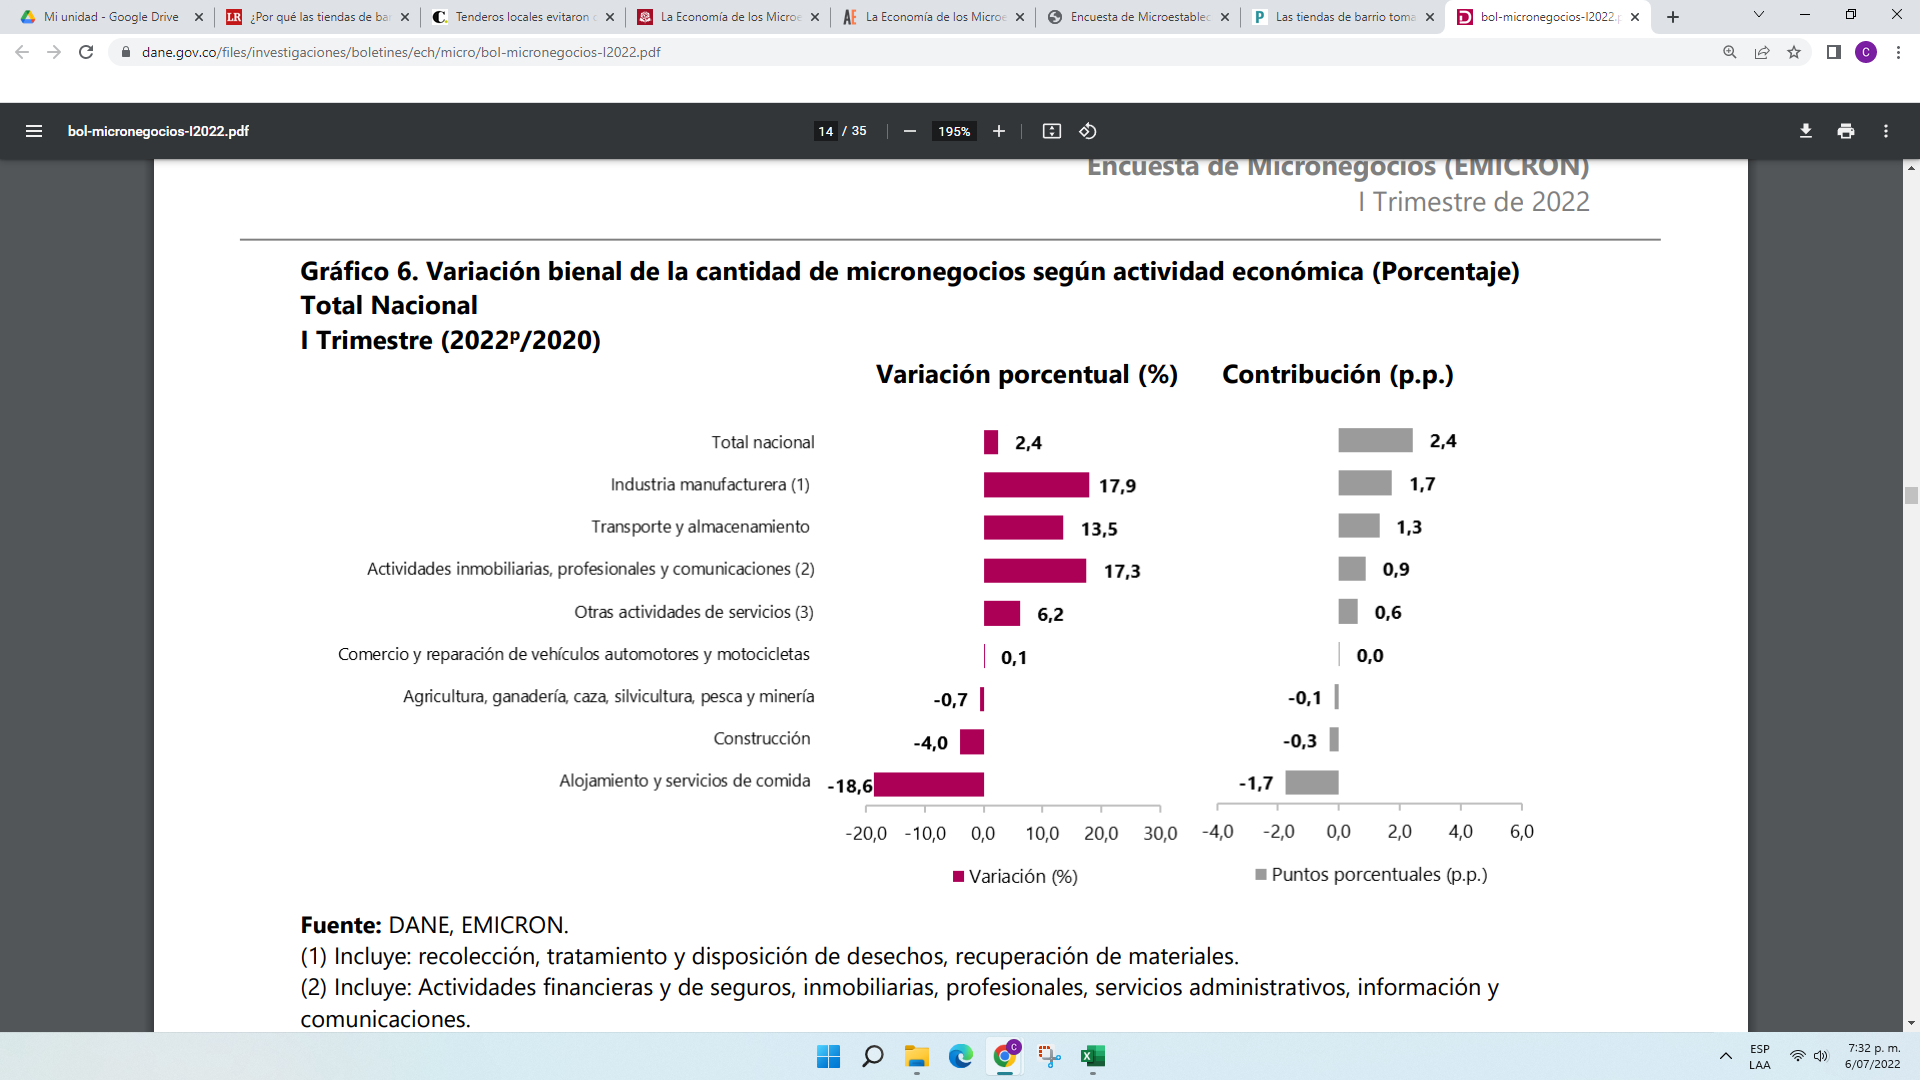 Mi unidad - Google Drive
¿Por qué las tiendas de ba
Tenderos locales evitaron
La Economía de los Microe
La Economía de los Microe
Encuesta de Microestablec
Las tiendas de barrio toma
bol-micronegocios-I2022.p
dane.gov.co/files/investigaciones/boletines/ech/micro/bol-micronegocios-I2022.pdf
C
bol-micronegocios-I2022.pdf
14 / 35
195%
Encuesta de Micronegocios (EMICRON)
I Trimestre de 2022
Gráfico 6. Variación bienal de la cantidad de micronegocios según actividad económica (Porcentaje)
Total Nacional
I Trimestre (2022ᵖ/2020)
Variación porcentual (%) Contribución (p.p.)
Total nacional 2,4 2,4
Industria manufacturera (1) 17,9 1,7
Transporte y almacenamiento 13,5 1,3
Actividades inmobiliarias, profesionales y comunicaciones (2) 17,3 0,9
Otras actividades de servicios (3) 6,2 0,6
Comercio y reparación de vehículos automotores y motocicletas 0,1 0,0
Agricultura, ganadería, caza, silvicultura, pesca y minería -0,7 -0,1
Construcción -4,0 -0,3
Alojamiento y servicios de comida -18,6 -1,7
-20,0 -10,0 0,0 10,0 20,0 30,0 -4,0 -2,0 0,0 2,0 4,0 6,0
Variación (%) Puntos porcentuales (p.p.)
Fuente: DANE, EMICRON.
(1) Incluye: recolección, tratamiento y disposición de desechos, recuperación de materiales.
(2) Incluye: Actividades financieras y de seguros, inmobiliarias, profesionales, servicios administrativos, información y
comunicaciones.
ESP
LAA
7:32 p. m.
6/07/2022